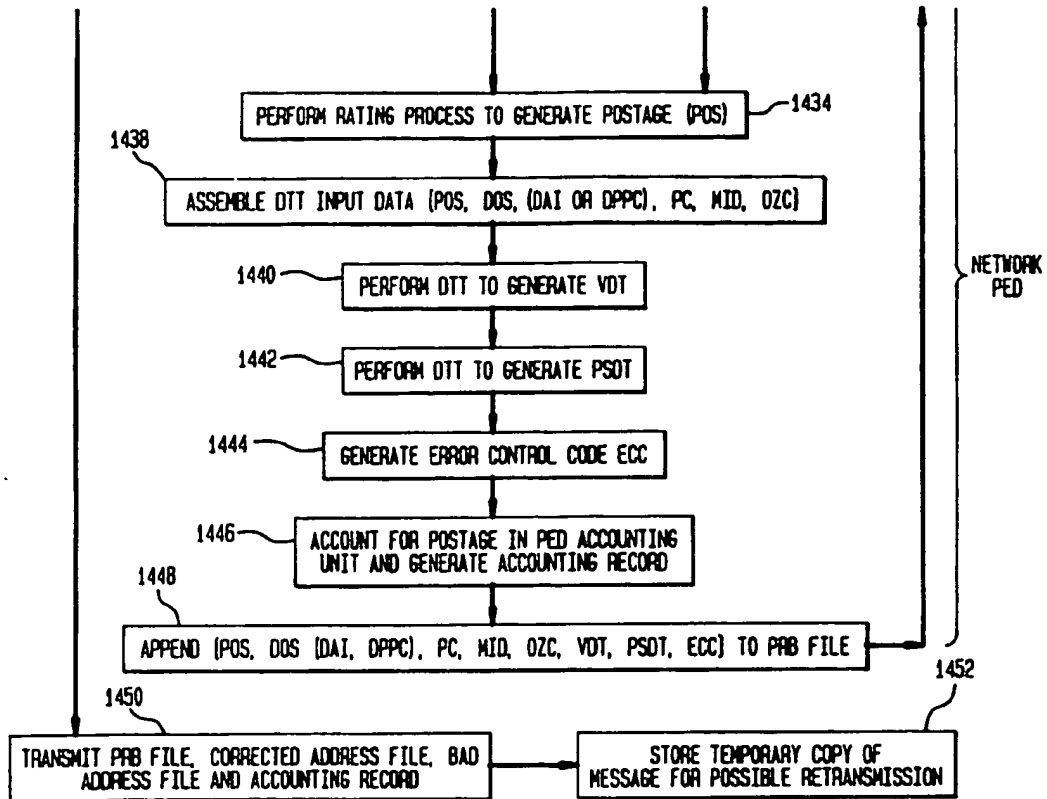 PERFORM RATING PROCESS TO GENERATE POSTAGE (POS)
1434
1438
ASSEMBLE DTT INPUT DATA (POS, DOS, (DAI OR DPPC), PC, MID, OZC)
1440
PERFORM DTT TO GENERATE VDT
NETWORK
PED
1442
PERFORM DTT TO GENERATE PSDT
1444
GENERATE ERROR CONTROL CODE ECC
1446
ACCOUNT FOR POSTAGE IN PED ACCOUNTING
UNIT AND GENERATE ACCOUNTING RECORD
1448
APPEND (POS, DOS (DAI, DPPC), PC, MID, OZC, VDT, PSDT, ECC) TO PRB FILE
1450
1452
TRANSMIT PRB FILE, CORRECTED ADDRESS FILE, BAD
ADDRESS FILE AND ACCOUNTING RECORD
STORE TEMPORARY COPY OF
MESSAGE FOR POSSIBLE RETRANSMISSION